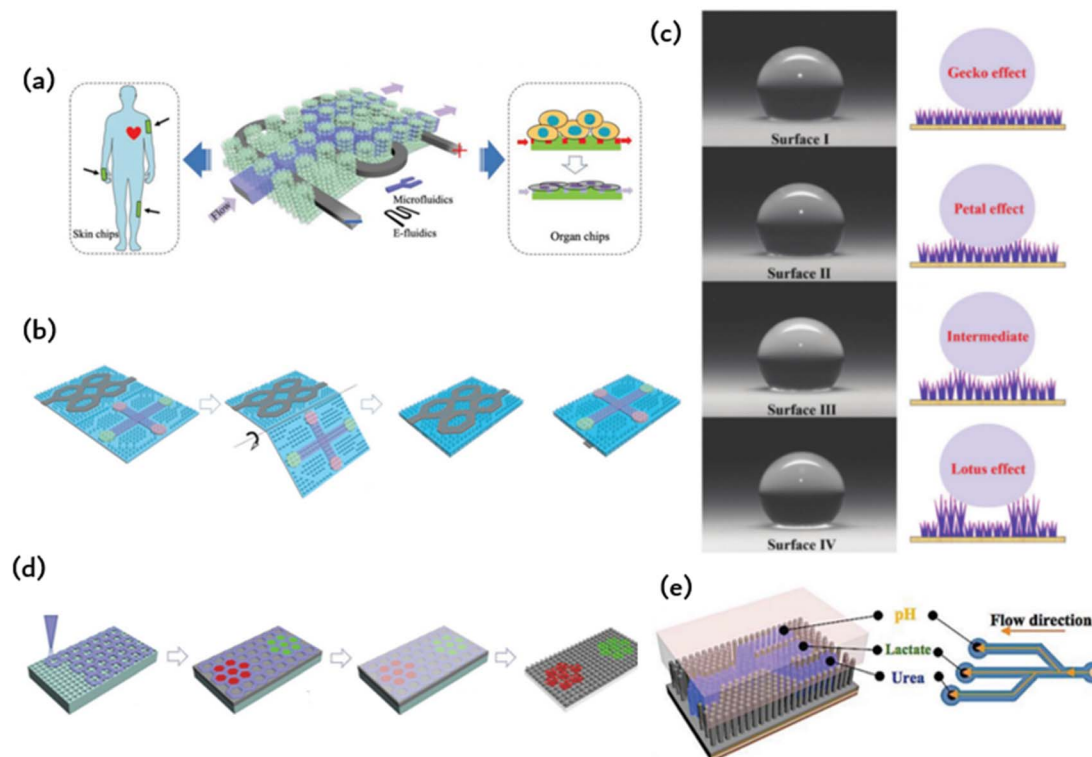 (a)
Skin chips
Flow
Microfluidics
E-fluidics
Organ chips
(b)
(c)
Surface I
Gecko effect
Surface II
Petal effect
Surface III
Intermediate
Surface IV
Lotus effect
(d)
(e)
pH
Lactate
Urea
Flow direction